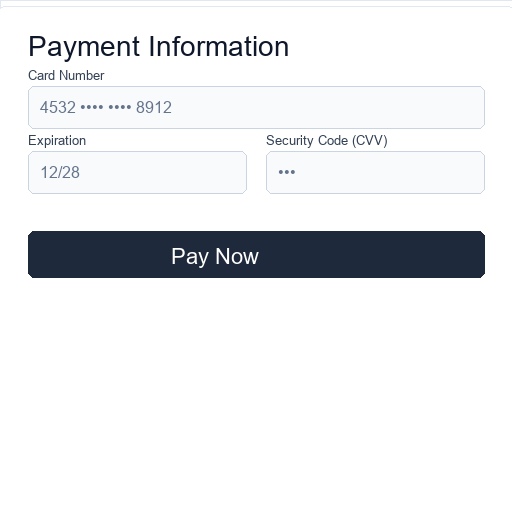 Payment Information
Card Number
4532 •••• •••• 8912
Expiration
Security Code (CVV)
12/28
•••
Pay Now